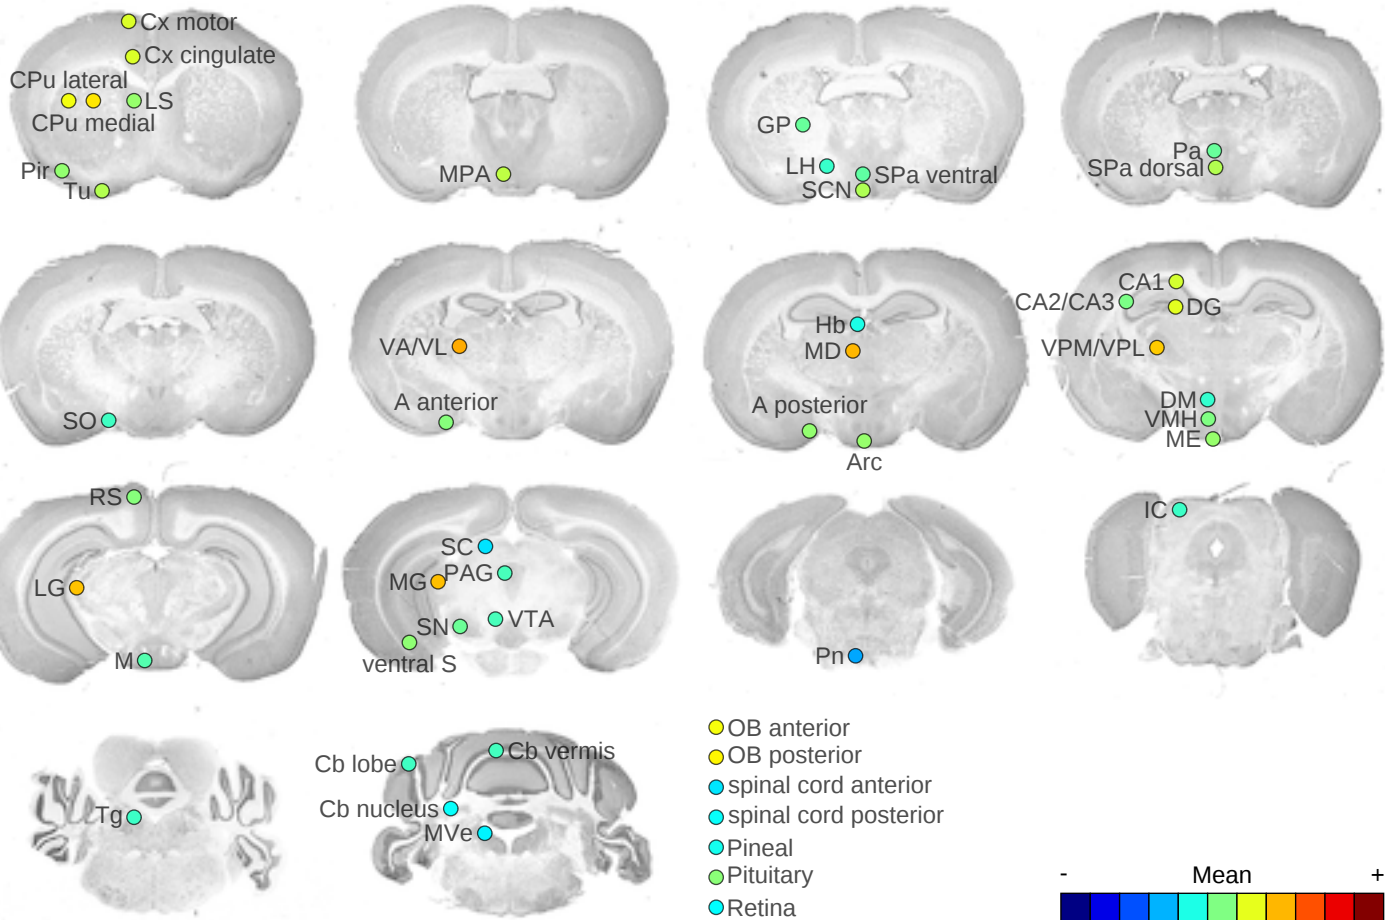 Cx motor
Cx cingulate
CPu lateral
LS
CPu medial
Pir
Tu
MPA
GP
LH
SPa ventral
SCN
Pa
SPa dorsal
SO
VA/VL
A anterior
Hb
MD
A posterior
Arc
CA1
CA2/CA3
DG
VPM/VPL
DM
VMH
ME
RS
LG
M
SC
PAG
MG
VTA
SN
ventral S
Pn
IC
Tg
Cb lobe
Cb vermis
Cb nucleus
MVe
OB anterior
OB posterior
spinal cord anterior
spinal cord posterior
Pineal
Pituitary
Retina
- Mean +